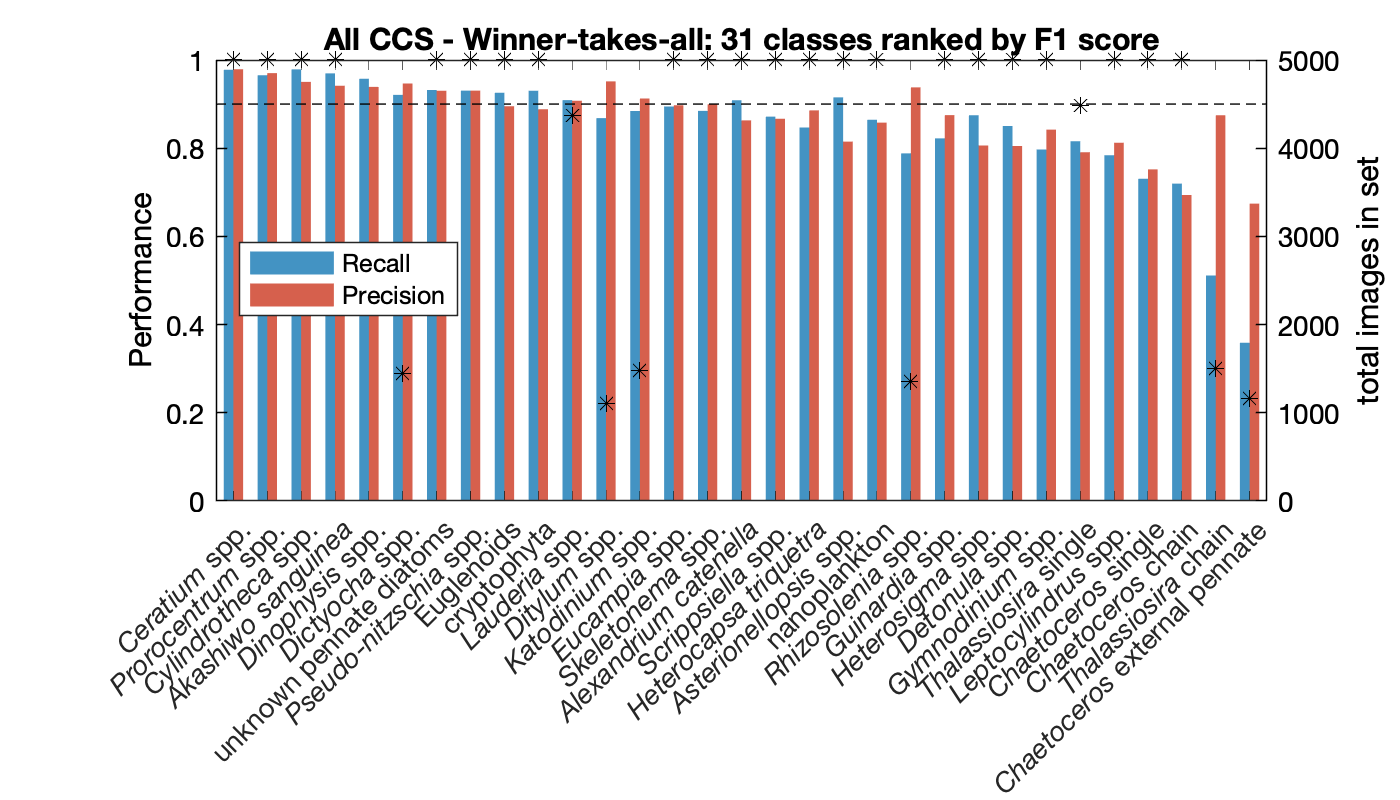 All CCS - Winner-takes-all: 31 classes ranked by F1 score
Performance
1
0.8
0.6
0.4
0.2
0
Recall
Precision
5000
4000
3000
2000
1000
0
total images in set
Ceratium spp.
Prorocentrum spp.
Cylindrotheca spp.
Akashiwo sanguinea
Dinophysis spp.
Dictyocha spp.
unknown pennate diatoms
Pseudo-nitzschia spp.
Euglenoids
cryptophyta
Lauderia spp.
Ditylum spp.
Katodinium spp.
Eucampia spp.
Skeletonema spp.
Alexandrium catenella
Scrippsiella spp.
Heterocapsa triquetra
Asterionellopsis spp.
nanoplankton
Rhizosolenia spp.
Guinardia spp.
Heterosigma spp.
Detonula spp.
Gymnodinium spp.
Thalassiosira single
Leptocylindrus spp.
Chaetoceros single
Chaetoceros chain
Thalassiosira chain
Chaetoceros external pennate